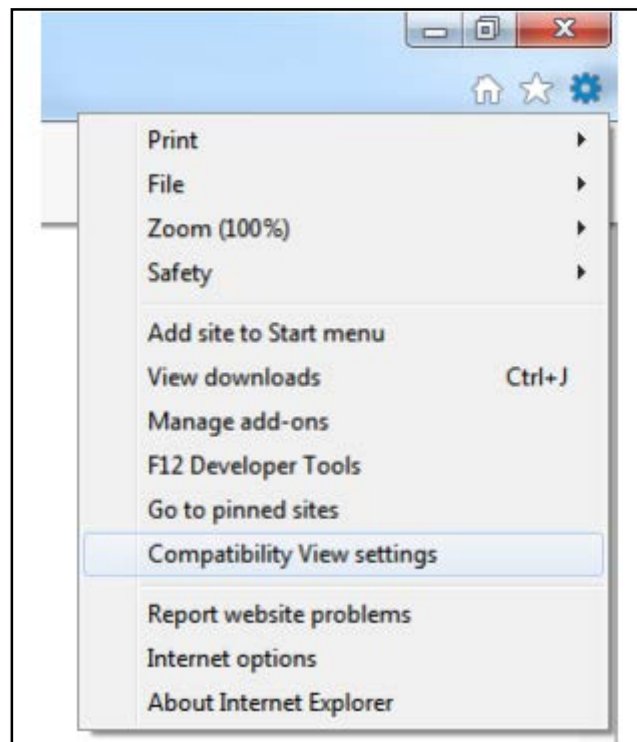 Print
File
Zoom (100%)
Safety
Add site to Start menu
View downloads Ctrl+J
Manage add-ons
F12 Developer Tools
Go to pinned sites
Compatibility View settings
Report website problems
Internet options
About Internet Explorer